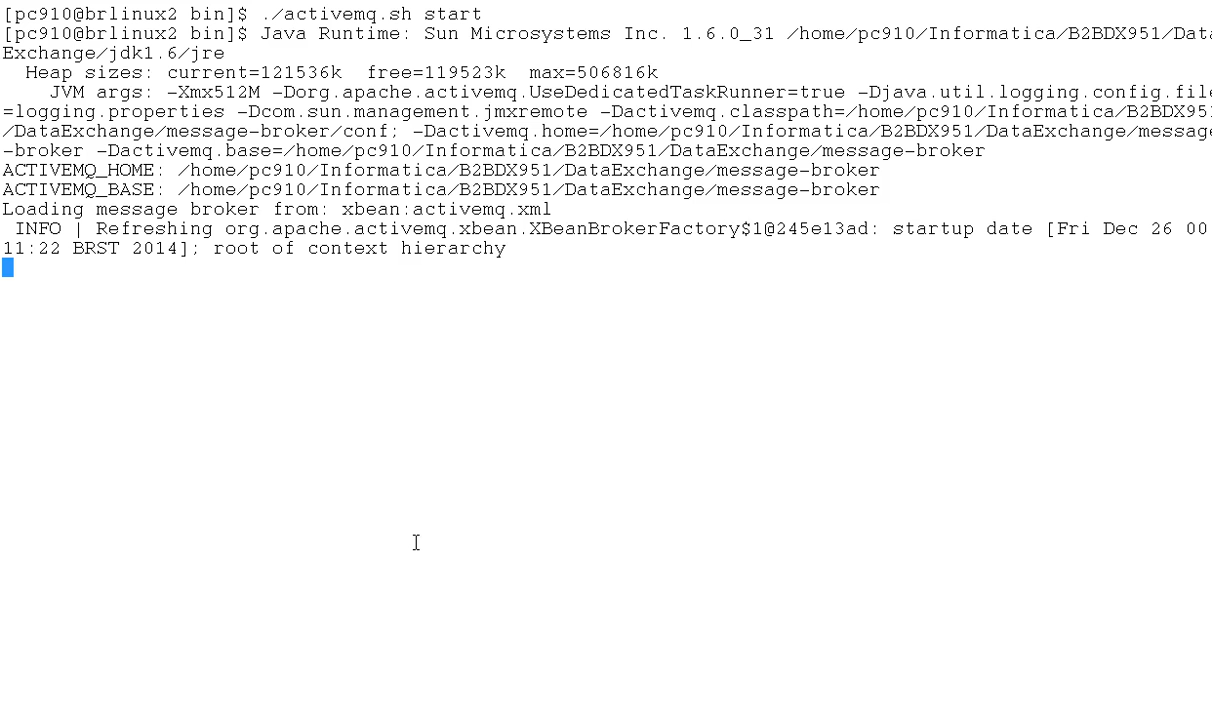 [pc910@brlinux2 bin]$ ./activemq.sh start
[pc910@brlinux2 bin]$ Java Runtime: Sun Microsystems Inc. 1.6.0_31 /home/pc910/Informatica/B2BDX951/Data
Exchange/jdk1.6/jre
  Heap sizes: current=121536k  free=119523k  max=506816k
    JVM args: -Xmx512M -Dorg.apache.activemq.UseDedicatedTaskRunner=true -Djava.util.logging.config.file
=logging.properties -Dcom.sun.management.jmxremote -Dactivemq.classpath=/home/pc910/Informatica/B2BDX951
/DataExchange/message-broker/conf; -Dactivemq.home=/home/pc910/Informatica/B2BDX951/DataExchange/message
-broker -Dactivemq.base=/home/pc910/Informatica/B2BDX951/DataExchange/message-broker
ACTIVEMQ_HOME: /home/pc910/Informatica/B2BDX951/DataExchange/message-broker
ACTIVEMQ_BASE: /home/pc910/Informatica/B2BDX951/DataExchange/message-broker
Loading message broker from: xbean:activemq.xml
 INFO | Refreshing org.apache.activemq.xbean.XBeanBrokerFactory$1@245e13ad: startup date [Fri Dec 26 00
11:22 BRST 2014]; root of context hierarchy